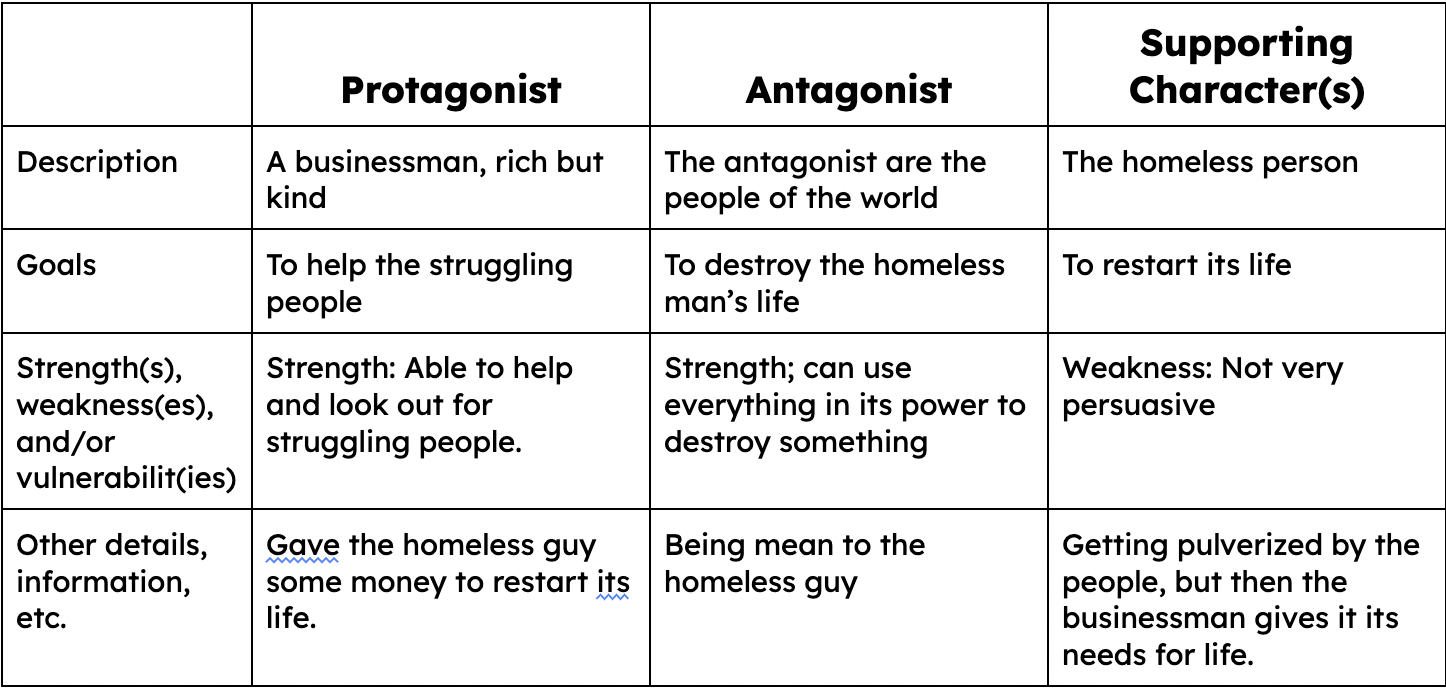 Protagonist
Antagonist
Supporting
Character(s)
Description
A businessman, rich but
kind
The antagonist are the
people of the world
The homeless person
Goals
To help the struggling
people
To destroy the homeless
man’s life
To restart its life
Strength(s),
weakness(es),
and/or
vulnerabilit(ies)
Strength: Able to help
and look out for
struggling people.
Strength; can use
everything in its power to
destroy something
Weakness: Not very
persuasive
Other details,
information,
etc.
Gave the homeless guy
some money to restart its
life.
Being mean to the
homeless guy
Getting pulverized by the
people, but then the
businessman gives it its
needs for life.